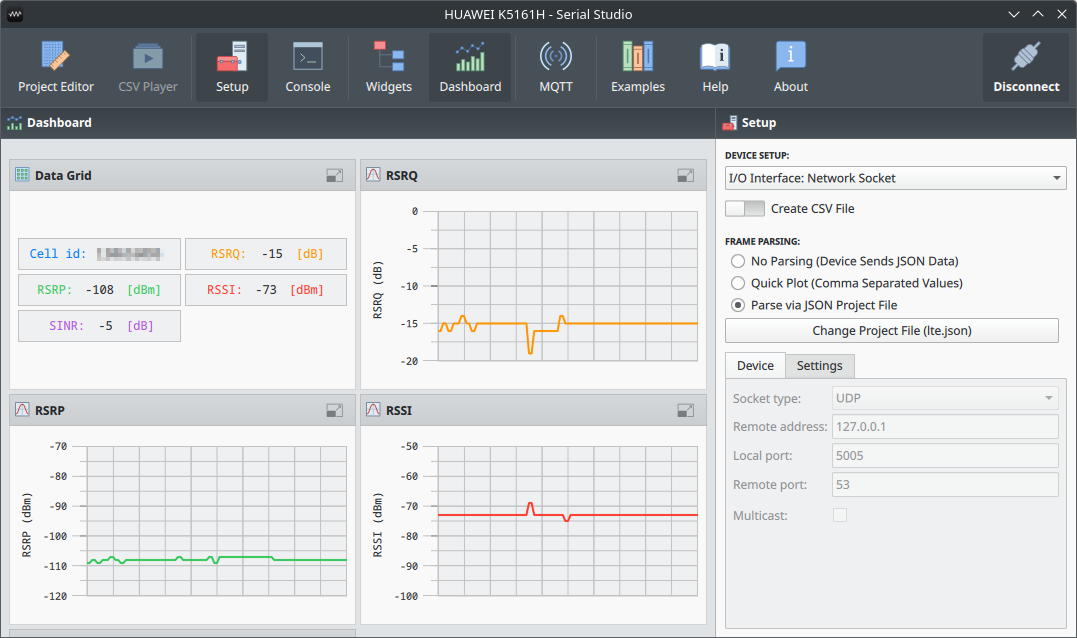 HUAWEI K5161H - Serial Studio
Project Editor
CSV Player
Setup
Console
Widgets
Dashboard
MQTT
Examples
Help
About
Disconnect
Dashboard
Data Grid
Cell id:
RSRQ: -15 [dB]
RSRP: -108 [dBm]
RSSI: -73 [dBm]
SINR: -5 [dB]
RSRQ
RSRQ (dB)
0
-5
-10
-15
-20
RSRP
RSRP (dBm)
-70
-80
-90
-100
-110
-120
RSSI
RSSI (dBm)
-50
-60
-70
-80
-90
-100
Setup
DEVICE SETUP:
I/O Interface: Network Socket
Create CSV File
FRAME PARSING:
No Parsing (Device Sends JSON Data)
Quick Plot (Comma Separated Values)
Parse via JSON Project File
Change Project File (lte.json)
Device Settings
Socket type: UDP
Remote address: 127.0.0.1
Local port: 5005
Remote port: 53
Multicast: